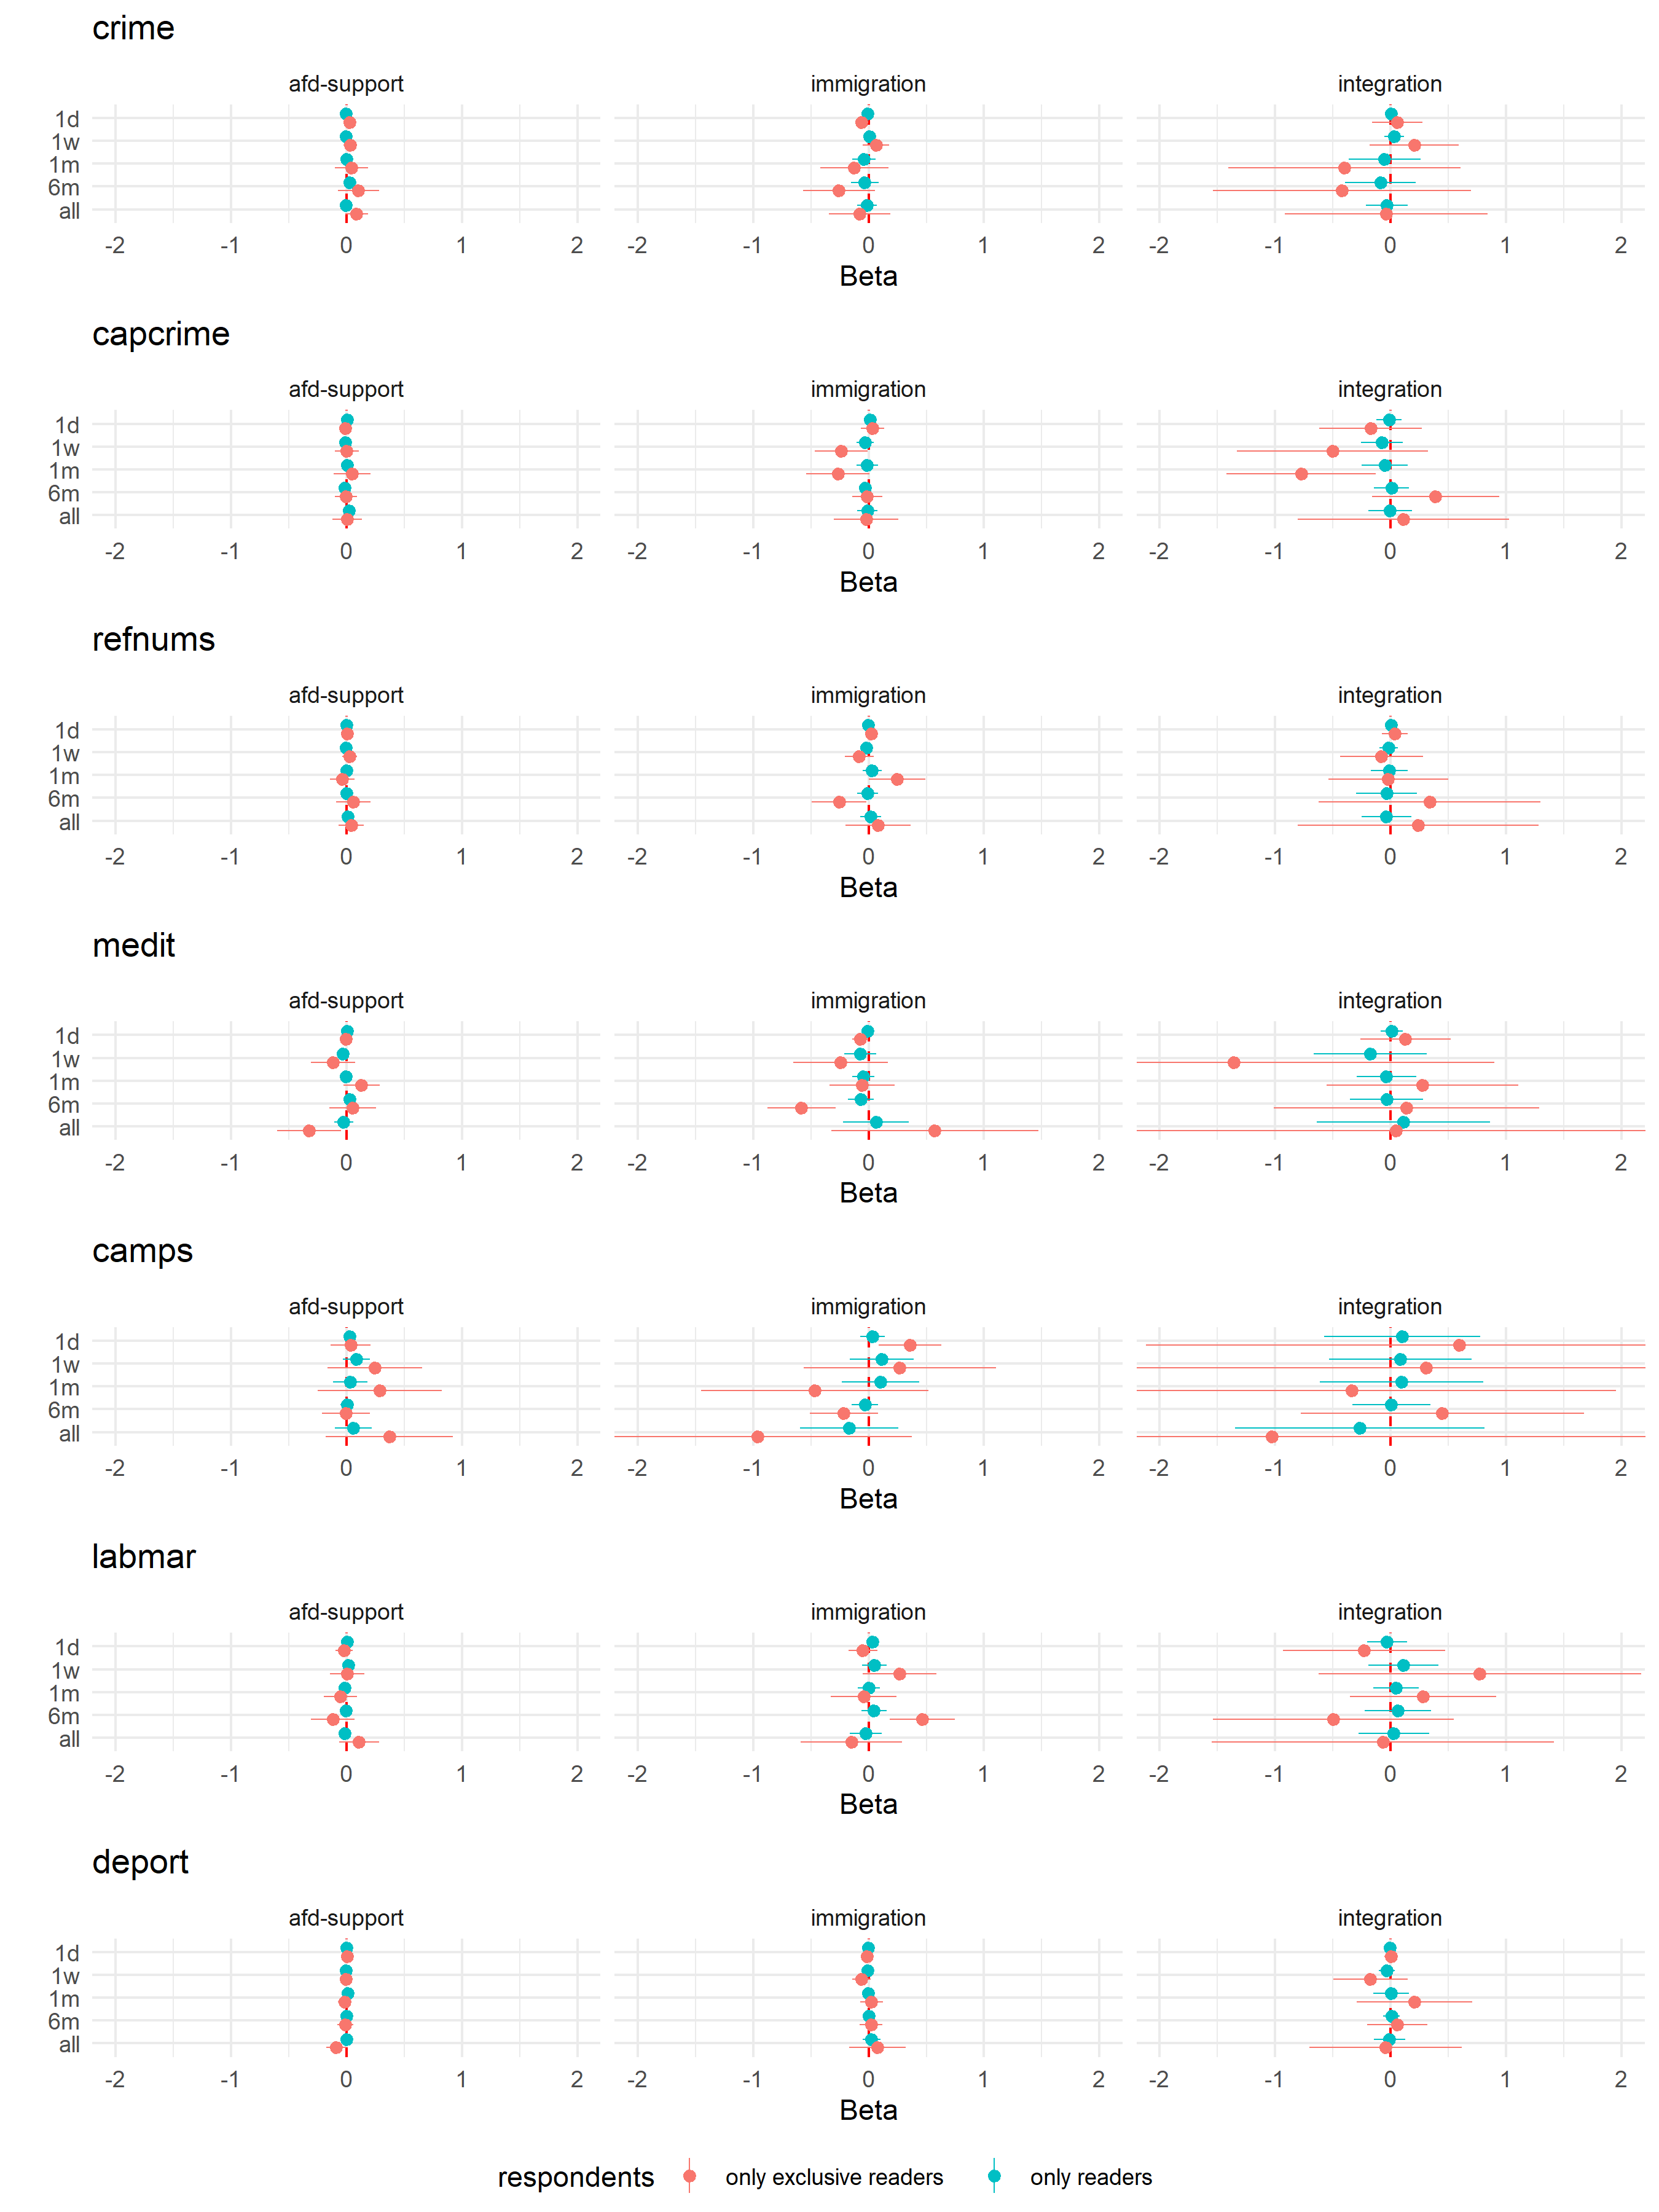 crime
afd-support immigration integration
1d
1w
1m
6m
all
-2 -1 0 1 2 -2 -1 0 1 2 -2 -1 0 1 2
Beta
capcrime
afd-support immigration integration
1d
1w
1m
6m
all
-2 -1 0 1 2 -2 -1 0 1 2 -2 -1 0 1 2
Beta
refnums
afd-support immigration integration
1d
1w
1m
6m
all
-2 -1 0 1 2 -2 -1 0 1 2 -2 -1 0 1 2
Beta
medit
afd-support immigration integration
1d
1w
1m
6m
all
-2 -1 0 1 2 -2 -1 0 1 2 -2 -1 0 1 2
Beta
camps
afd-support immigration integration
1d
1w
1m
6m
all
-2 -1 0 1 2 -2 -1 0 1 2 -2 -1 0 1 2
Beta
labmar
afd-support immigration integration
1d
1w
1m
6m
all
-2 -1 0 1 2 -2 -1 0 1 2 -2 -1 0 1 2
Beta
deport
afd-support immigration integration
1d
1w
1m
6m
all
-2 -1 0 1 2 -2 -1 0 1 2 -2 -1 0 1 2
Beta
respondents only exclusive readers only readers